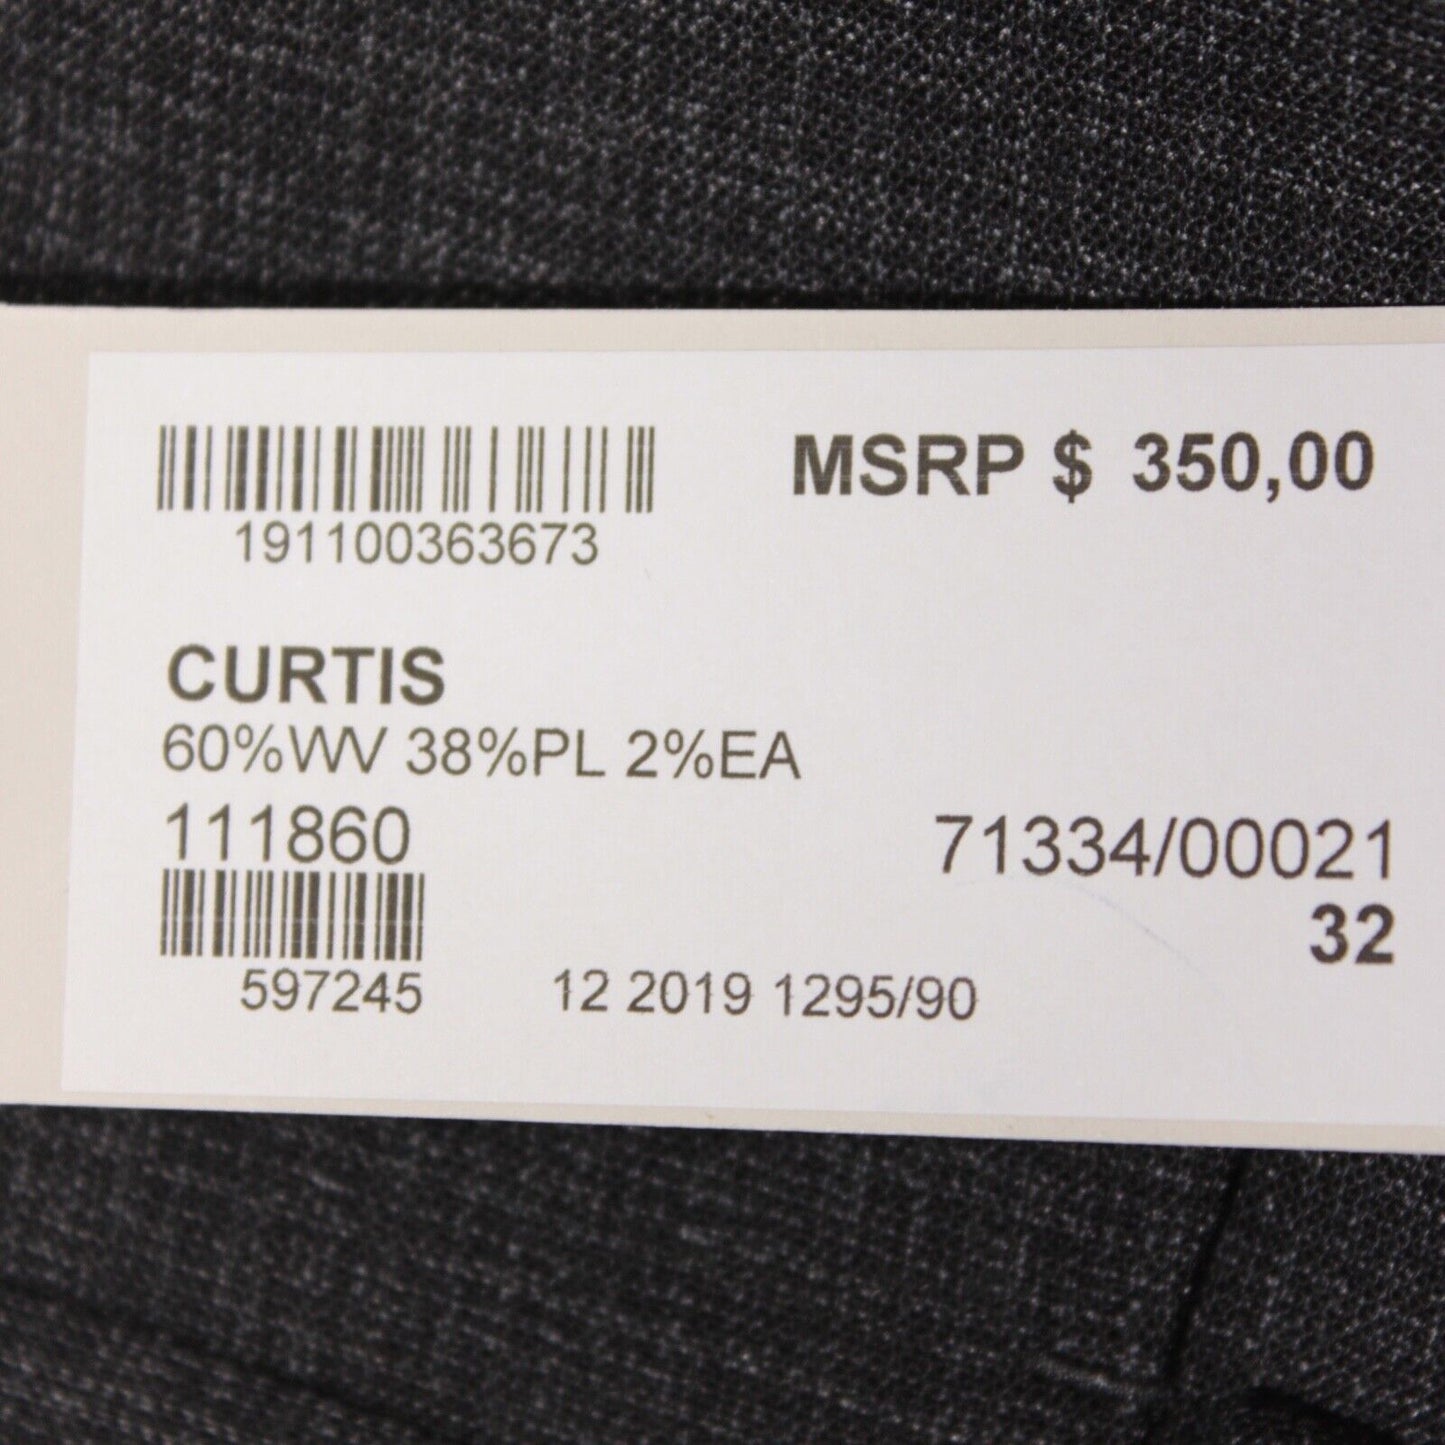 191100363673
MSRP $ 350,00
CURTIS
60%WV 38%PL 2%EA
111860
71334/00021
32
597245
12 2019 1295/90